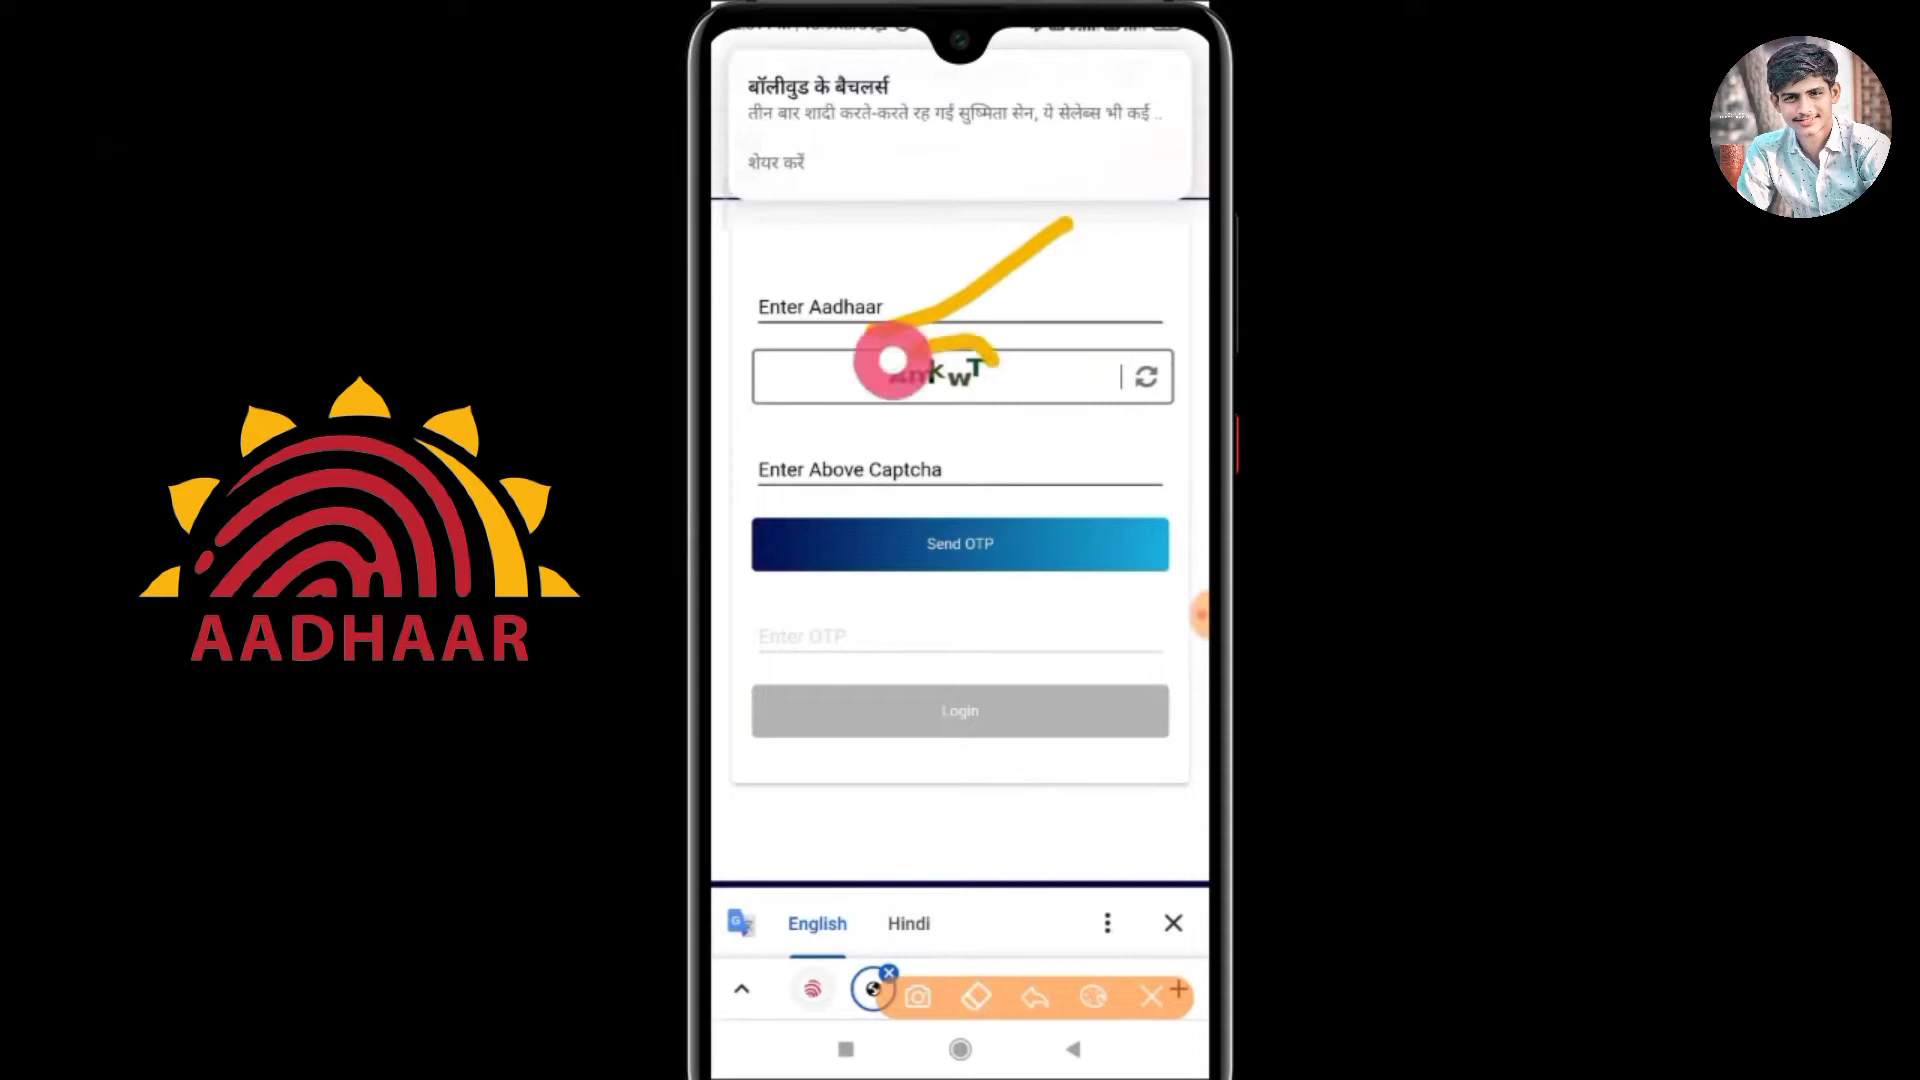 बॉलीवुड के बैचलर्स
तीन बार शादी करते-करते रह गईं सुष्मिता सेन, ये सेलेब्स भी कई ..
शेयर करें
Enter Aadhaar
Enter Above Captcha
Send OTP
Enter OTP
Login
English Hindi
AADHAAR